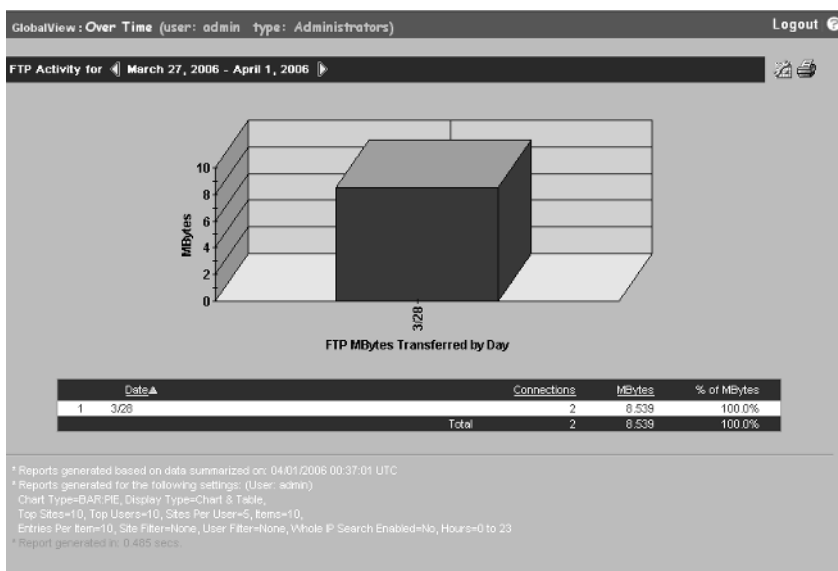 GlobalView : Over Time (user: admin type: Administrators)
Logout ?
FTP Activity for March 27, 2006 - April 1, 2006
10
8
6
4
2
0
MBytes
3/28
FTP MBytes Transferred by Day
Date▲ Connections MBytes % of MBytes
1 3/28 2 8.539 100.0%
Total 2 8.539 100.0%
* Reports generated based on data summarized on: 04/01/2006 00:37:01 UTC
* Reports generated for the following settings: (User: admin)
Chart Type=BAR:PIE, Display Type=Chart & Table,
Top Sites=10, Top Users=10, Sites Per User=5, Items=10,
Entries Per Item=10, Site Filter=None, User Filter=None, Whole IP Search Enabled=No, Hours=0 to 23
* Report generated in: 0.485 secs.